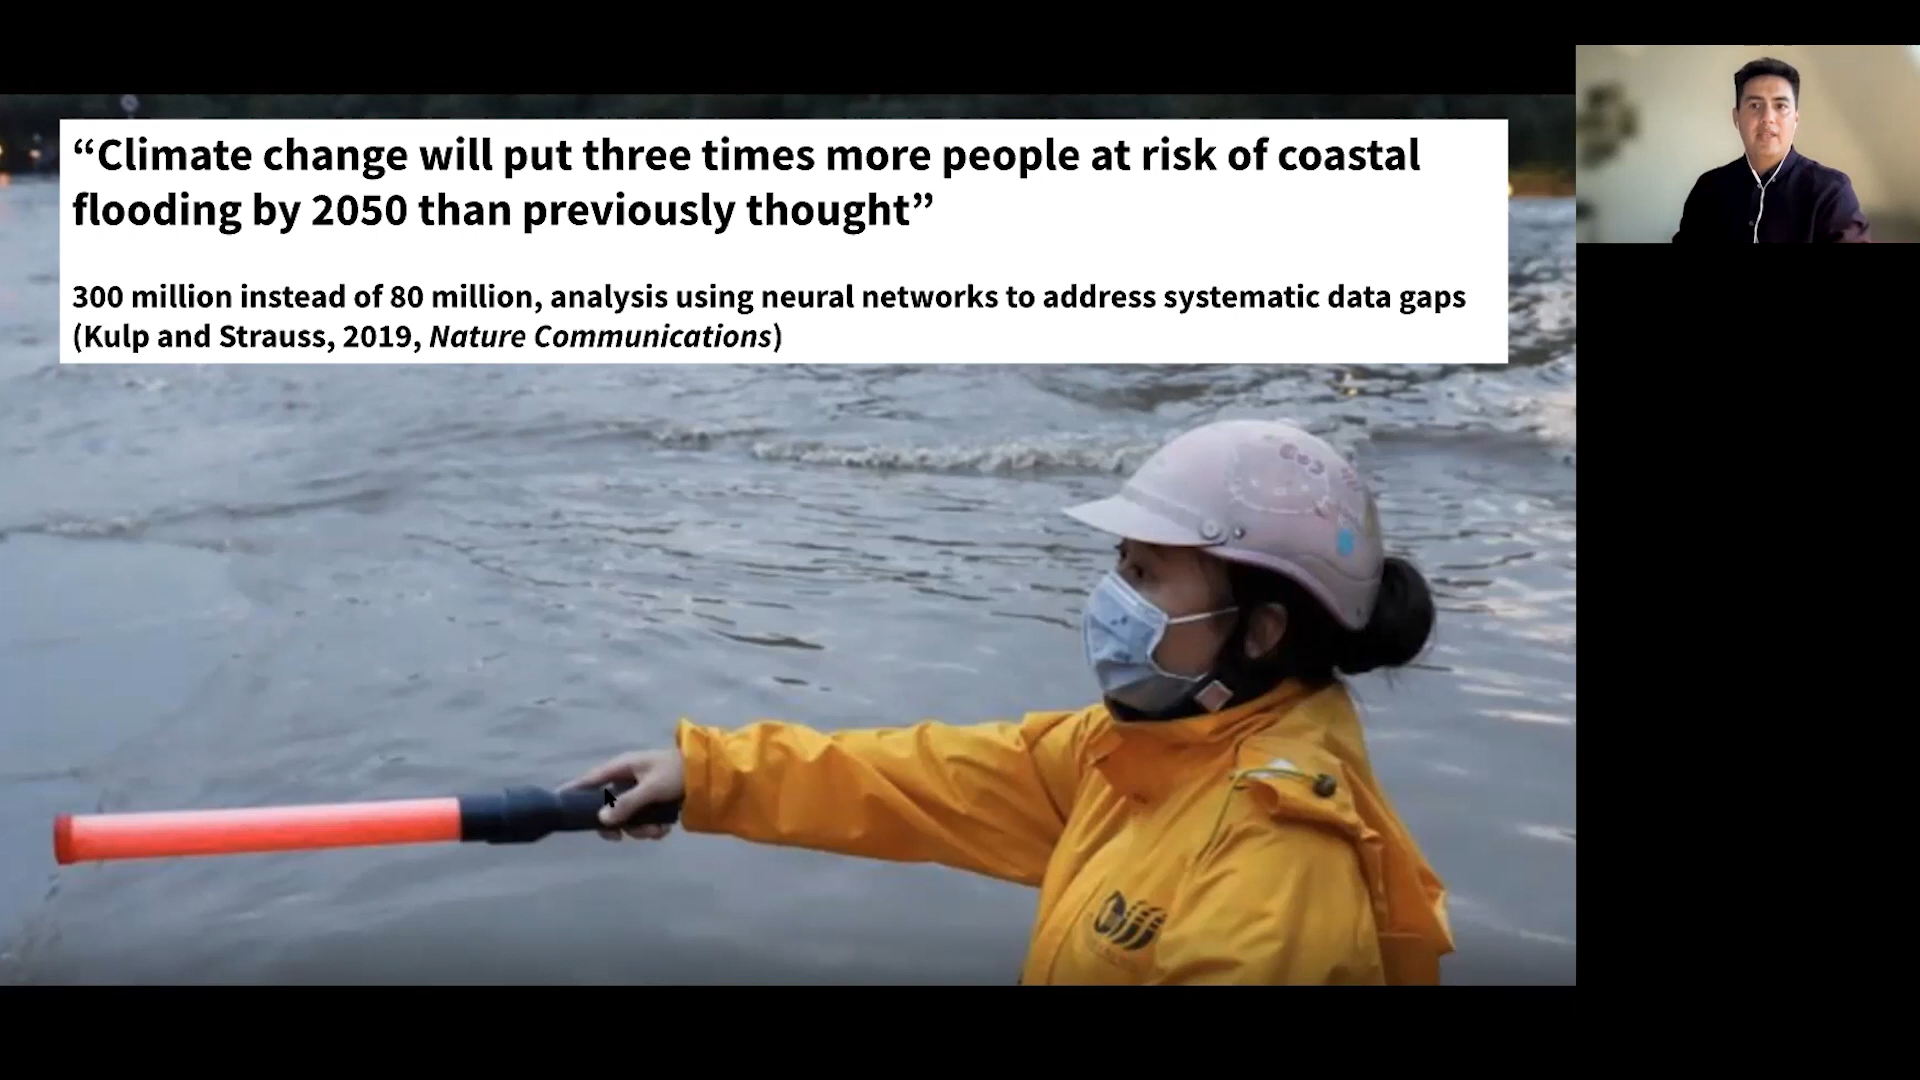 “Climate change will put three times more people at risk of coastal
flooding by 2050 than previously thought”
300 million instead of 80 million, analysis using neural networks to address systematic data gaps
(Kulp and Strauss, 2019, Nature Communications)